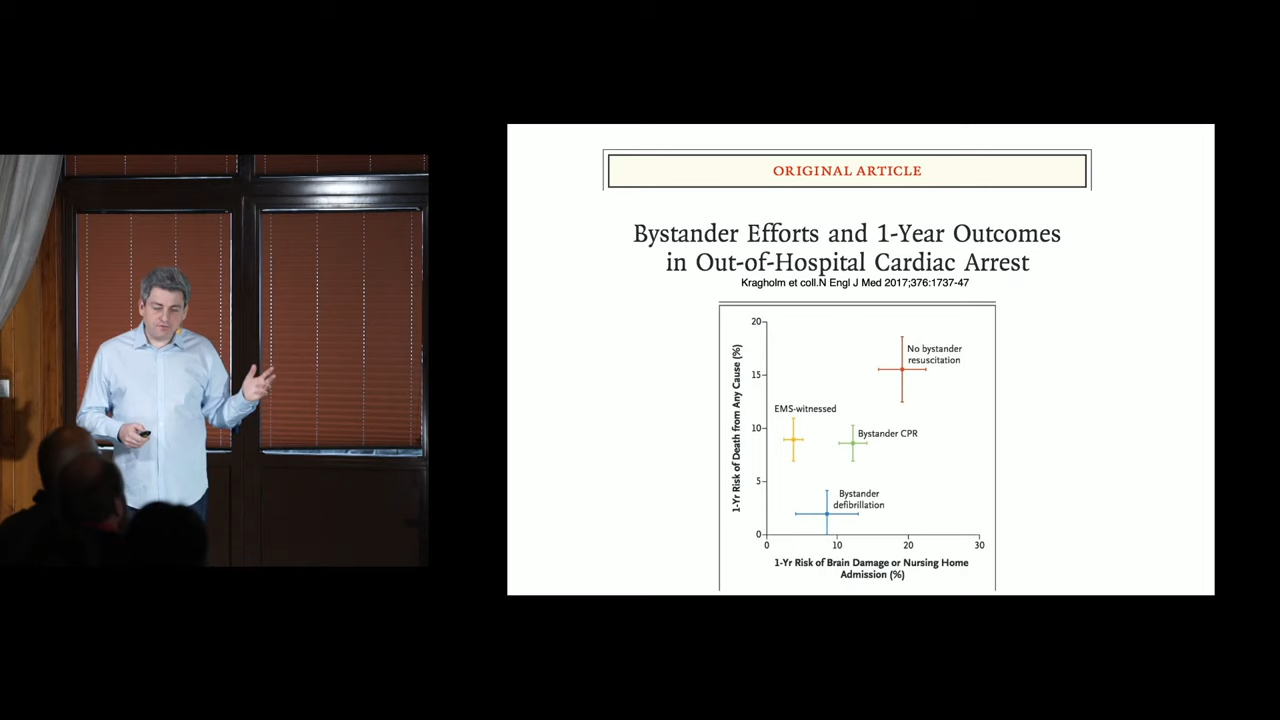 ORIGINAL ARTICLE
Bystander Efforts and 1-Year Outcomes
in Out-of-Hospital Cardiac Arrest
Kragholm et coll.N Engl J Med 2017;376:1737-47
1-Yr Risk of Death from Any Cause (%)
20
15
10
5
0
No bystander
resuscitation
EMS-witnessed
Bystander CPR
Bystander
defibrillation
0
10
20
30
1-Yr Risk of Brain Damage or Nursing Home
Admission (%)